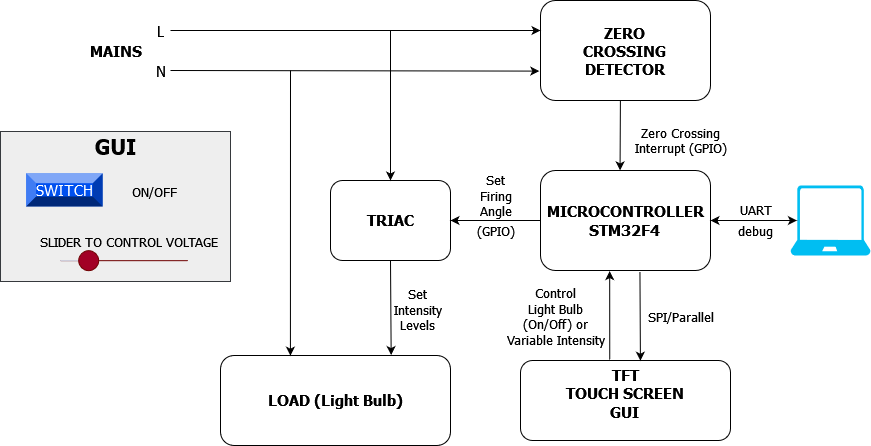 L
MAINS
N
ZERO
CROSSING
DETECTOR
Zero Crossing
Interrupt (GPIO)
GUI
SWITCH
ON/OFF
SLIDER TO CONTROL VOLTAGE
TRIAC
Set
Firing
Angle
(GPIO)
MICROCONTROLLER
STM32F4
UART
debug
Set
Intensity
Levels
Control
Light Bulb
(On/Off) or
Variable Intensity
SPI/Parallel
LOAD (Light Bulb)
TFT
TOUCH SCREEN
GUI